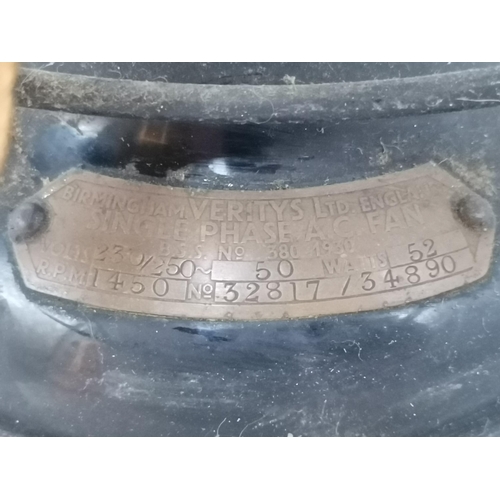 BIRMINGHAM VERITYS LTD. ENGLAND
SINGLE PHASE A.C. FAN
B.S.S. No 380 1930
VOLTS 230/250~ 50 WATTS 52
R.P.M. 1450 No 32817/34890